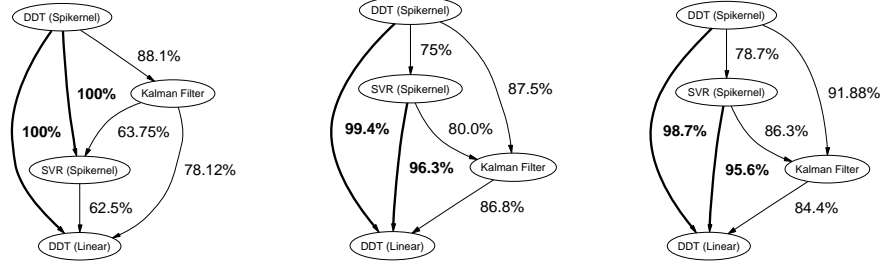 DDT (Spikernel)
88.1%
100%
Kalman Filter
100%
63.75%
78.12%
SVR (Spikernel)
62.5%
DDT (Linear)
DDT (Spikernel)
75%
87.5%
SVR (Spikernel)
99.4%
80.0%
96.3%
Kalman Filter
86.8%
DDT (Linear)
DDT (Spikernel)
78.7%
91.88%
SVR (Spikernel)
98.7%
86.3%
95.6%
Kalman Filter
84.4%
DDT (Linear)